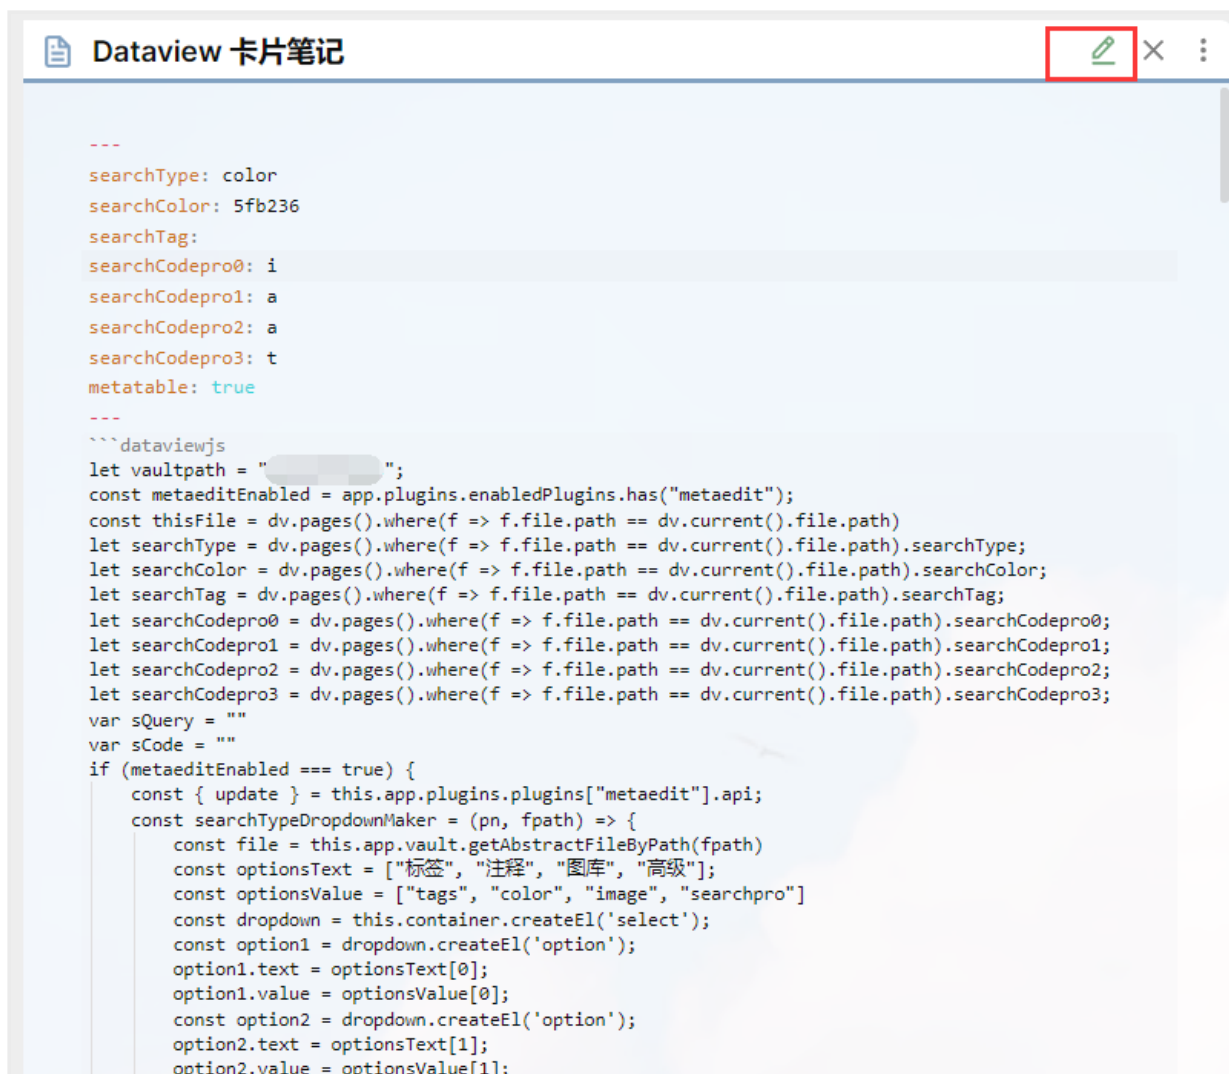 Dataview 卡片笔记
---
searchType: color
searchColor: 5fb236
searchTag:
searchCodepro0: i
searchCodepro1: a
searchCodepro2: a
searchCodepro3: t
metatable: true
---
```dataviewjs
let vaultpath = "";
const metaeditEnabled = app.plugins.enabledPlugins.has("metaedit");
const thisFile = dv.pages().where(f => f.file.path == dv.current().file.path)
let searchType = dv.pages().where(f => f.file.path == dv.current().file.path).searchType;
let searchColor = dv.pages().where(f => f.file.path == dv.current().file.path).searchColor;
let searchTag = dv.pages().where(f => f.file.path == dv.current().file.path).searchTag;
let searchCodepro0 = dv.pages().where(f => f.file.path == dv.current().file.path).searchCodepro0;
let searchCodepro1 = dv.pages().where(f => f.file.path == dv.current().file.path).searchCodepro1;
let searchCodepro2 = dv.pages().where(f => f.file.path == dv.current().file.path).searchCodepro2;
let searchCodepro3 = dv.pages().where(f => f.file.path == dv.current().file.path).searchCodepro3;
var sQuery = ""
var sCode = ""
if (metaeditEnabled === true) {
    const { update } = this.app.plugins.plugins["metaedit"].api;
    const searchTypeDropdownMaker = (pn, fpath) => {
        const file = this.app.vault.getAbstractFileByPath(fpath)
        const optionsText = ["标签", "注释", "图库", "高级"];
        const optionsValue = ["tags", "color", "image", "searchpro"]
        const dropdown = this.container.createEl('select');
        const option1 = dropdown.createEl('option');
        option1.text = optionsText[0];
        option1.value = optionsValue[0];
        const option2 = dropdown.createEl('option');
        option2.text = optionsText[1];
        option2.value = optionsValue[1];